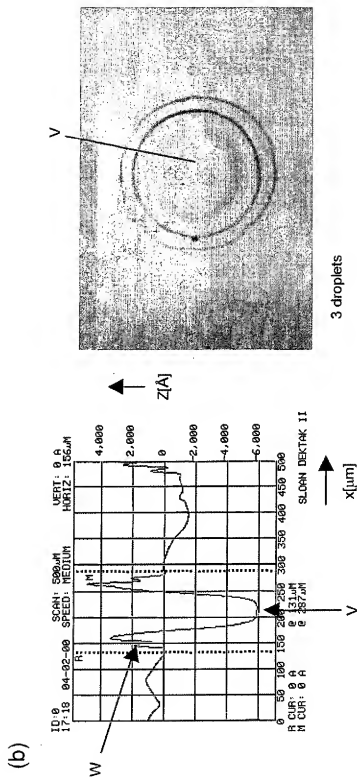 (b)
ID:0 SCAN: 500µM VERT: 0 A
17:18 04-02-00 SPEED: MEDIUM HORIZ: 156µM
R
M
W
4,000
2,000
0
-2,000
-4,000
-6,000
0 50 100 150 200 250 300 350 400 450 500
R CUR: 0 A @ 131µM
M CUR: 0 A @ 287µM
SLOAN DEKTAK II
V
x[µm]
Z[Å]
V
3 droplets